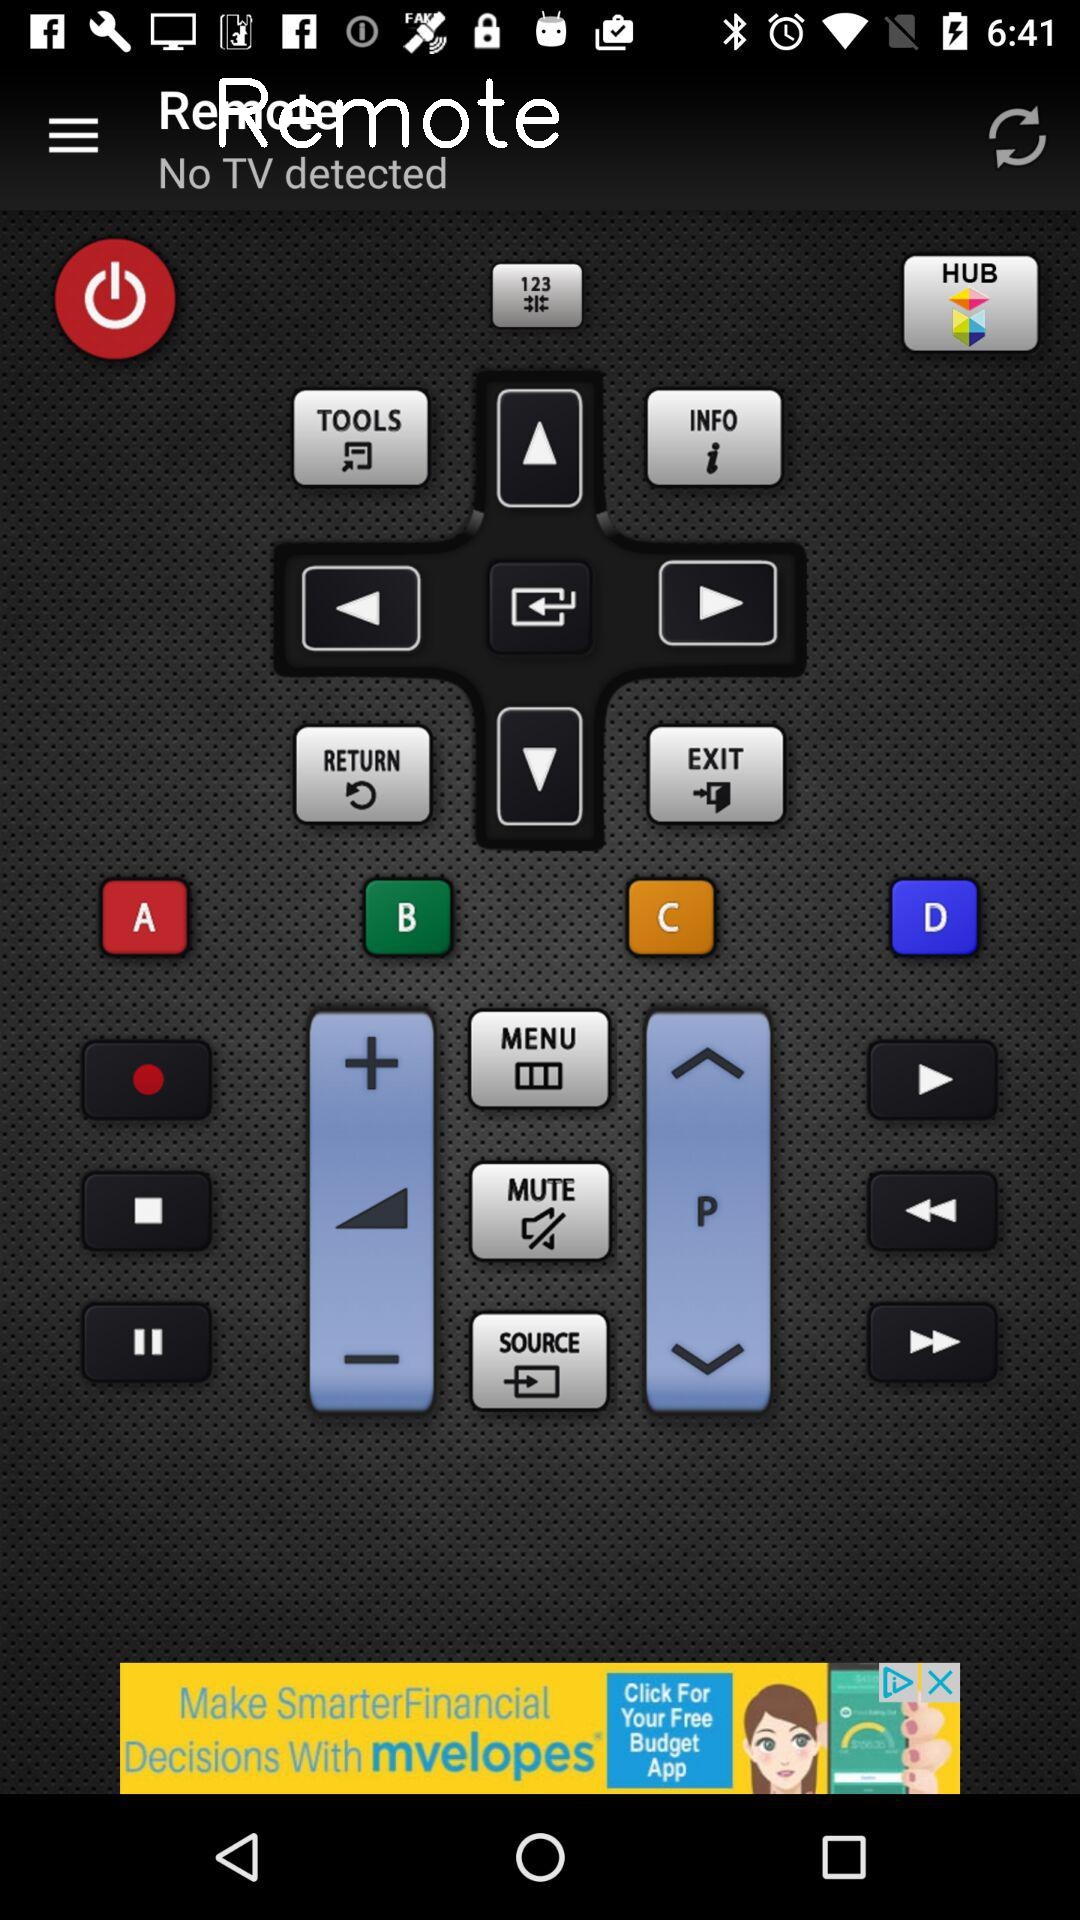 FAKE
6:41
Remote
Remote
No TV detected
123
HUB
TOOLS
INFO
i
RETURN
EXIT
A
B
C
D
MENU
MUTE
P
SOURCE
Make SmarterFinancial
Decisions With mvelopes®
Click For
Your Free
Budget
App